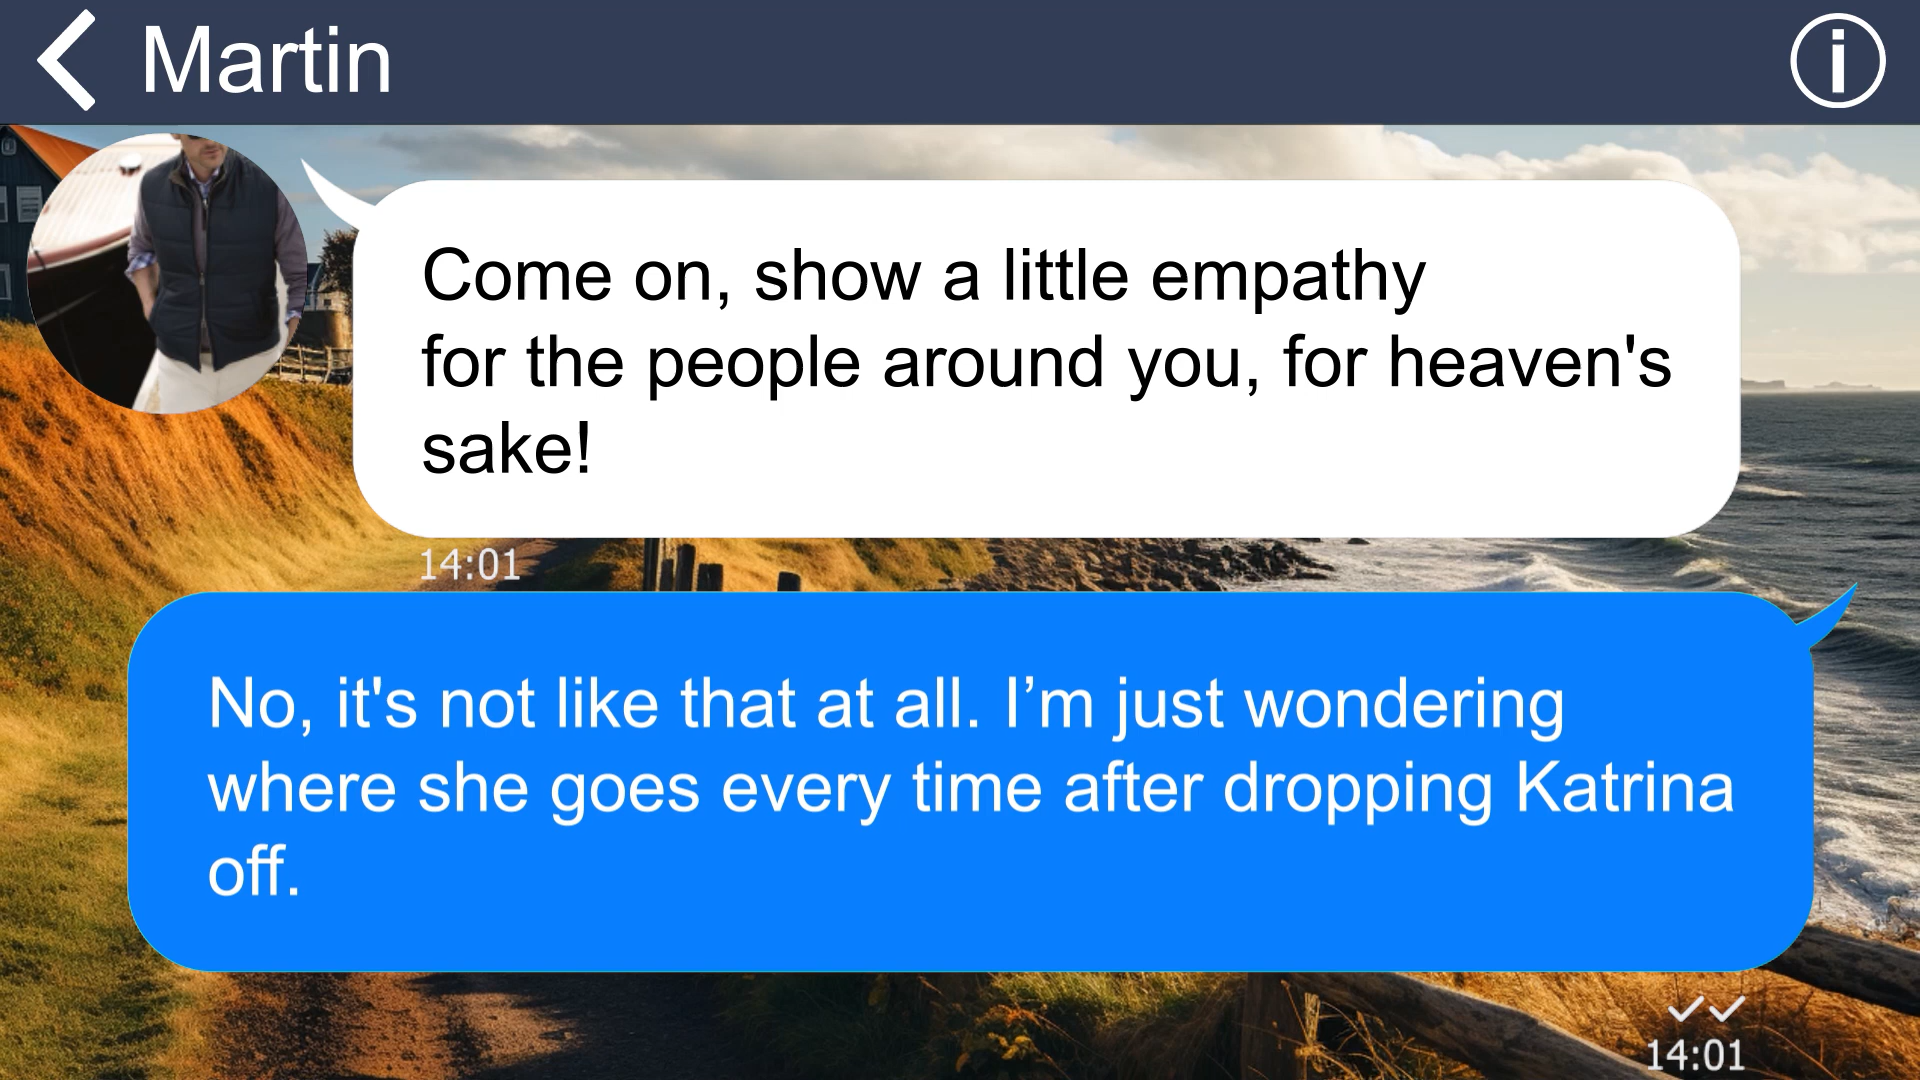 Martin
Come on, show a little empathy
for the people around you, for heaven's
sake!
14:01
No, it's not like that at all. I’m just wondering
where she goes every time after dropping Katrina
off.
14:01